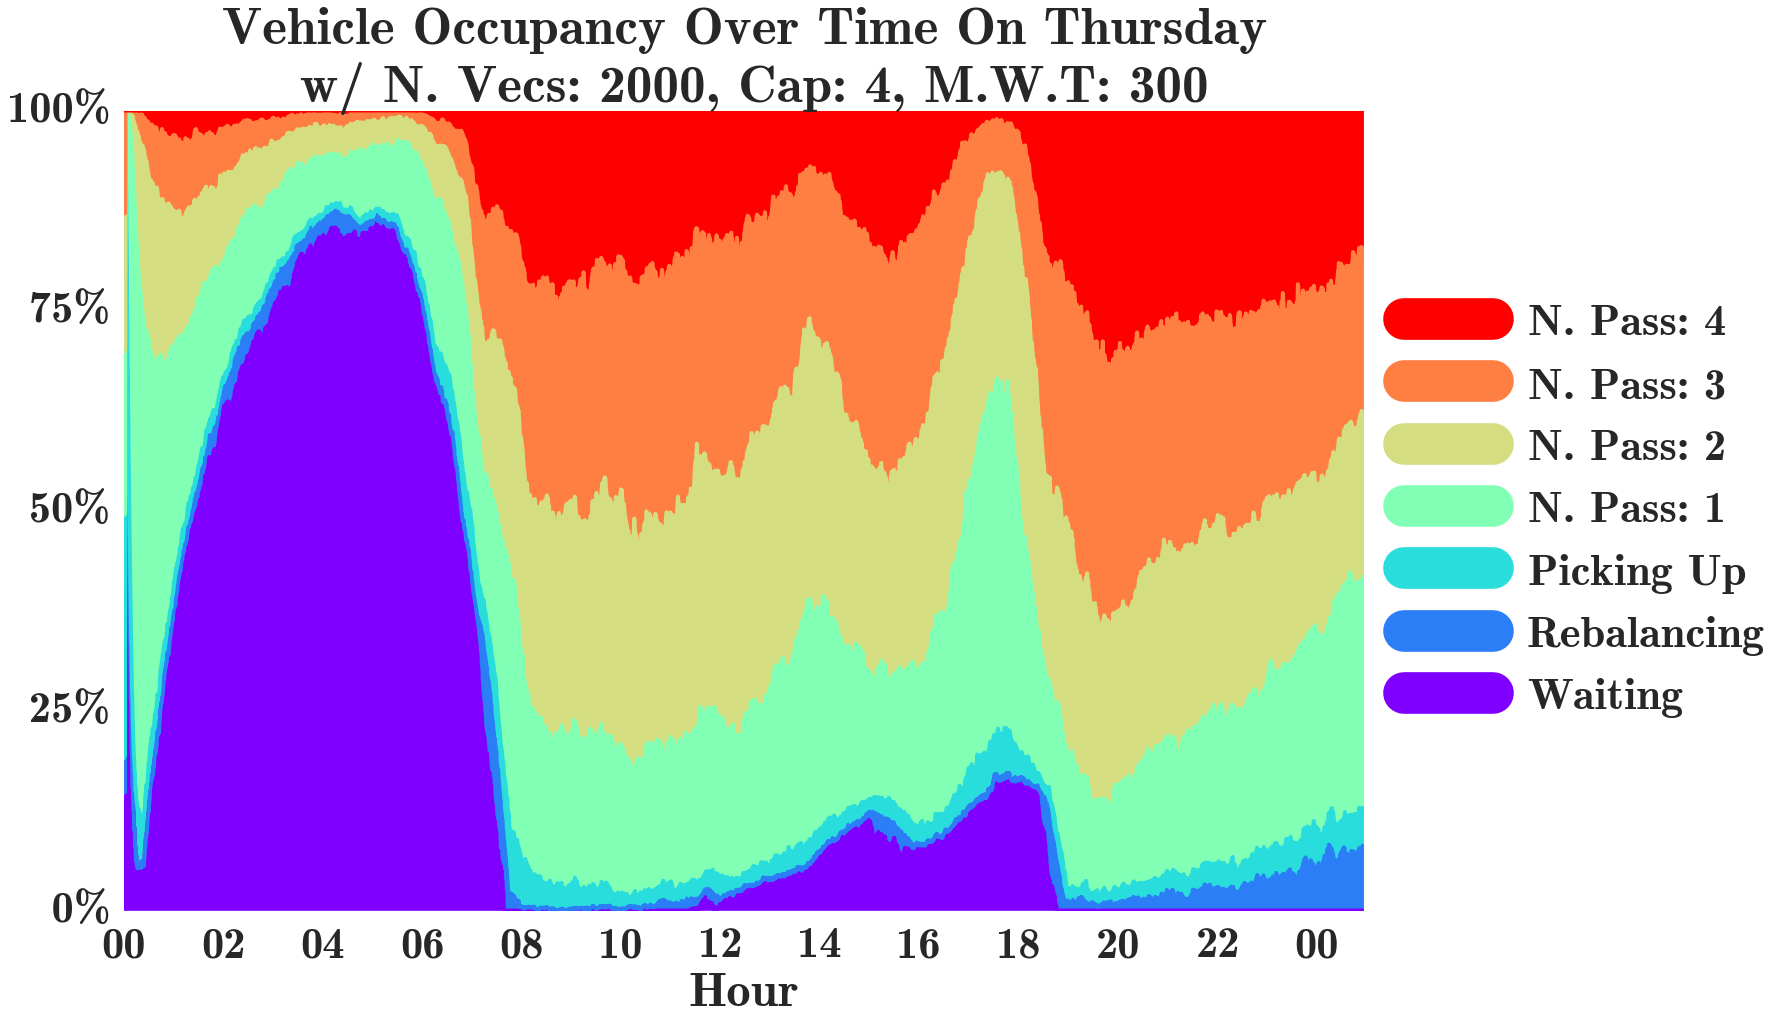 Vehicle Occupancy Over Time On Thursday
w/ N. Vecs: 2000, Cap: 4, M.W.T: 300
100%
75%
50%
25%
0%
00 02 04 06 08 10 12 14 16 18 20 22 00
Hour
N. Pass: 4
N. Pass: 3
N. Pass: 2
N. Pass: 1
Picking Up
Rebalancing
Waiting